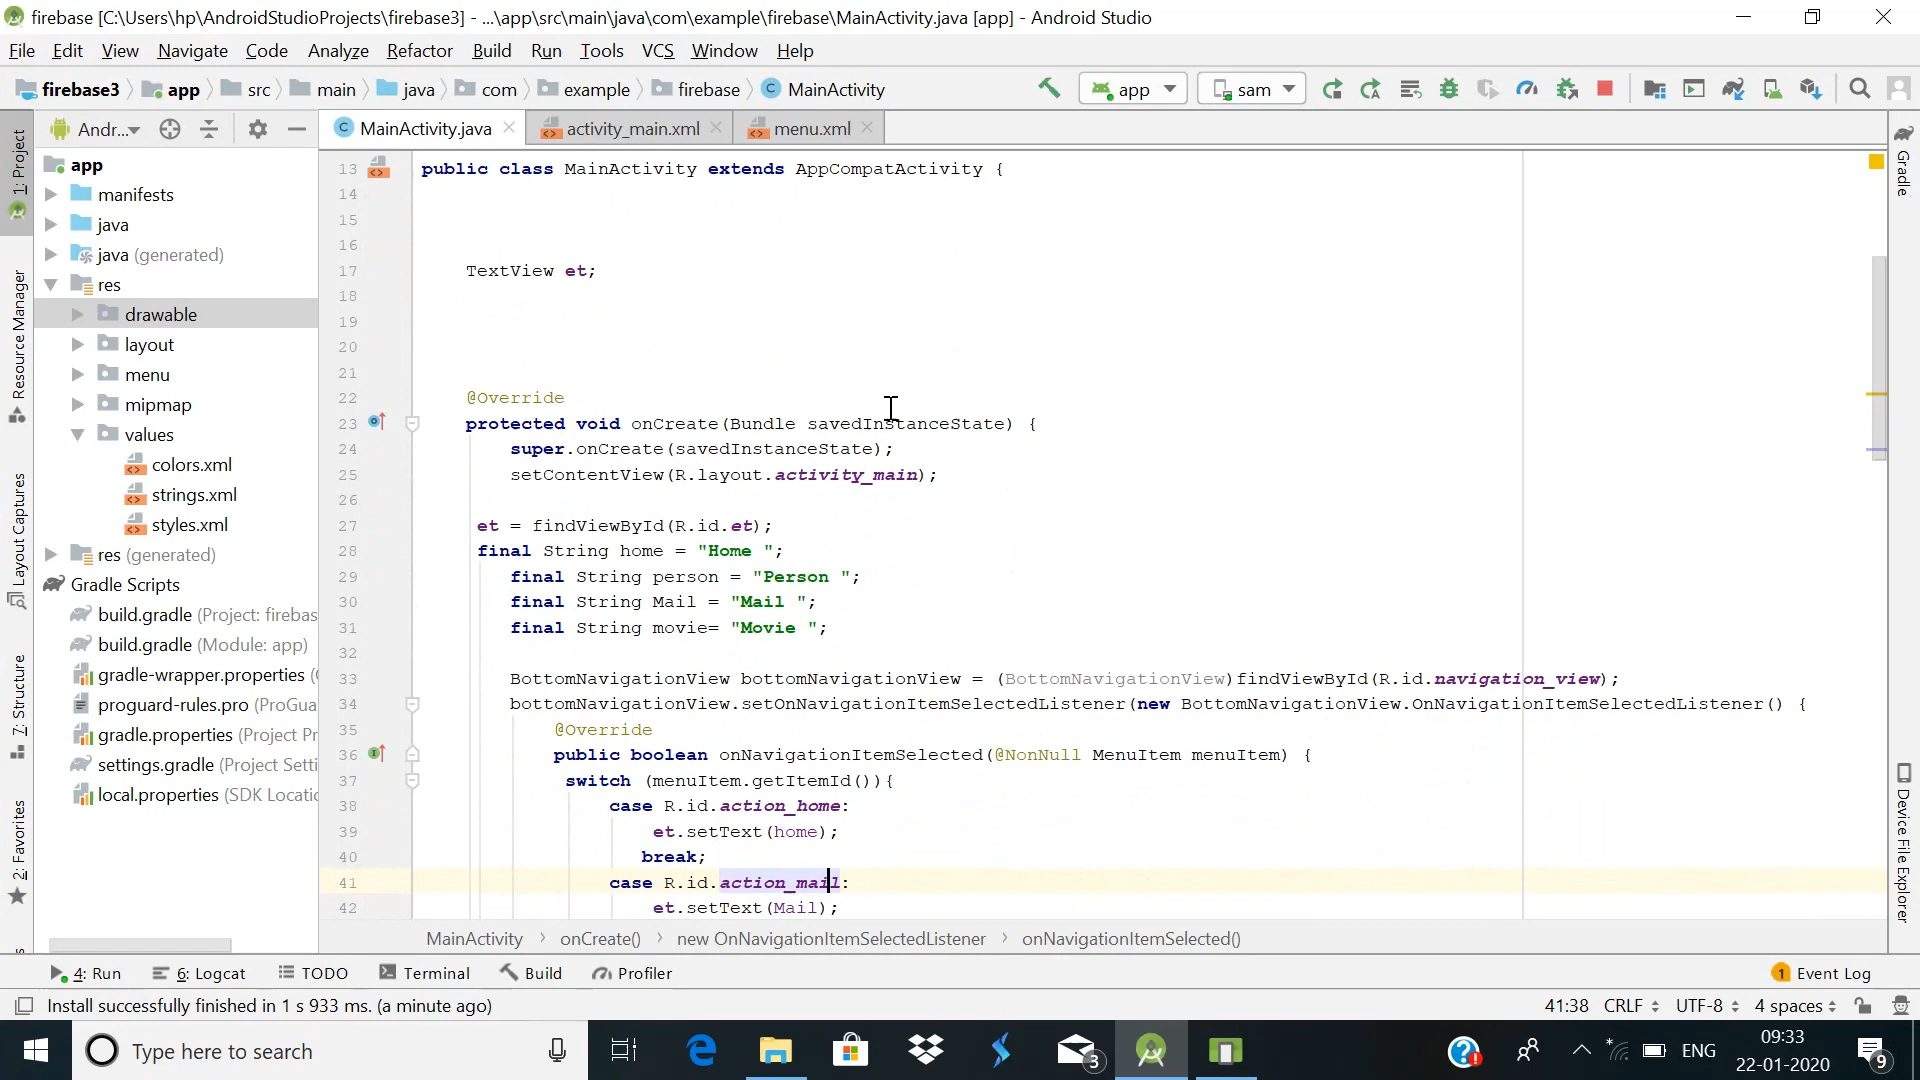 firebase [C:\Users\hp\AndroidStudioProjects\firebase3] - ...\app\src\main\java\com\example\firebase\MainActivity.java [app] - Android Studio
File Edit View Navigate Code Analyze Refactor Build Run Tools VCS Window Help
firebase3 app src main java com example firebase MainActivity app sam
Andr... MainActivity.java activity_main.xml menu.xml
1: Project
Resource Manager
Layout Captures
7: Structure
2: Favorites
app
manifests
java
java (generated)
res
drawable
layout
menu
mipmap
values
colors.xml
strings.xml
styles.xml
res (generated)
Gradle Scripts
build.gradle (Project: firebas
build.gradle (Module: app)
gradle-wrapper.properties (
proguard-rules.pro (ProGua
gradle.properties (Project Pr
settings.gradle (Project Setti
local.properties (SDK Locatio
13 public class MainActivity extends AppCompatActivity {
14
15
16
17 TextView et;
18
19
20
21
22 @Override
23 protected void onCreate(Bundle savedInstanceState) {
24 super.onCreate(savedInstanceState);
25 setContentView(R.layout.activity_main);
26
27 et = findViewById(R.id.et);
28 final String home = "Home ";
29 final String person = "Person ";
30 final String Mail = "Mail ";
31 final String movie= "Movie ";
32
33 BottomNavigationView bottomNavigationView = (BottomNavigationView)findViewById(R.id.navigation_view);
34 bottomNavigationView.setOnNavigationItemSelectedListener(new BottomNavigationView.OnNavigationItemSelectedListener() {
35 @Override
36 public boolean onNavigationItemSelected(@NonNull MenuItem menuItem) {
37 switch (menuItem.getItemId()){
38 case R.id.action_home:
39 et.setText(home);
40 break;
41 case R.id.action_mail:
42 et.setText(Mail);
Gradle
Device File Explorer
MainActivity onCreate() new OnNavigationItemSelectedListener onNavigationItemSelected()
4: Run 6: Logcat TODO Terminal Build Profiler 1 Event Log
Install successfully finished in 1 s 933 ms. (a minute ago) 41:38 CRLF UTF-8 4 spaces
Type here to search 3 ENG 09:33 9
22-01-2020